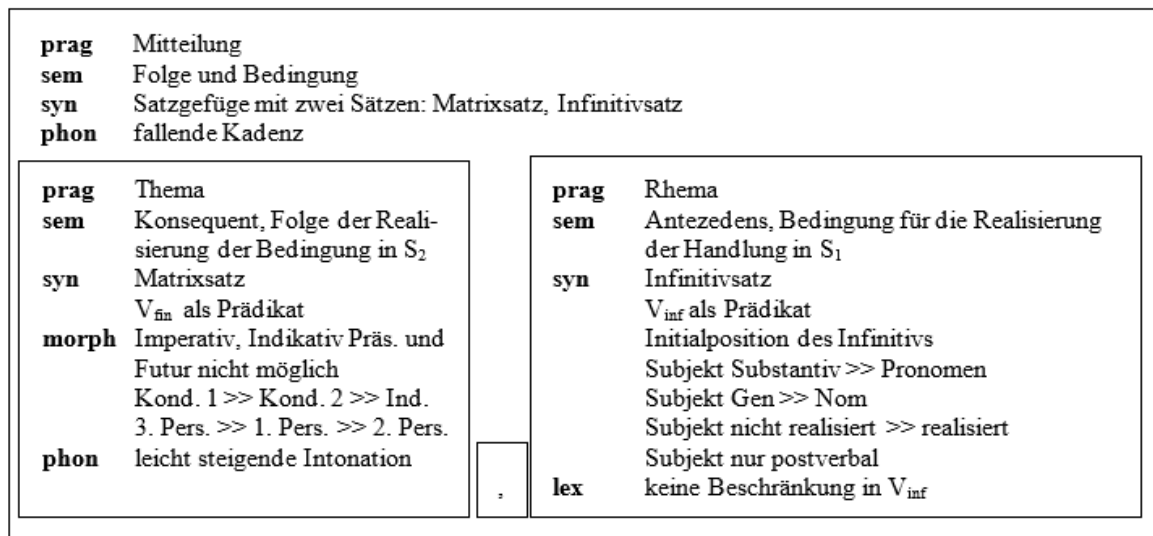 prag Mitteilung
sem Folge und Bedingung
syn Satzgefüge mit zwei Sätzen: Matrixsatz, Infinitivsatz
phon fallende Kadenz
prag Thema
sem Konsequent, Folge der Reali-
sierung der Bedingung in S₂
syn Matrixsatz
V_fin als Prädikat
morph Imperativ, Indikativ Präs. und
Futur nicht möglich
Kond. 1 >> Kond. 2 >> Ind.
3. Pers. >> 1. Pers. >> 2. Pers.
phon leicht steigende Intonation
,
prag Rhema
sem Antezedens, Bedingung für die Realisierung
der Handlung in S₁
syn Infinitivsatz
V_inf als Prädikat
Initialposition des Infinitivs
Subjekt Substantiv >> Pronomen
Subjekt Gen >> Nom
Subjekt nicht realisiert >> realisiert
Subjekt nur postverbal
lex keine Beschränkung in V_inf